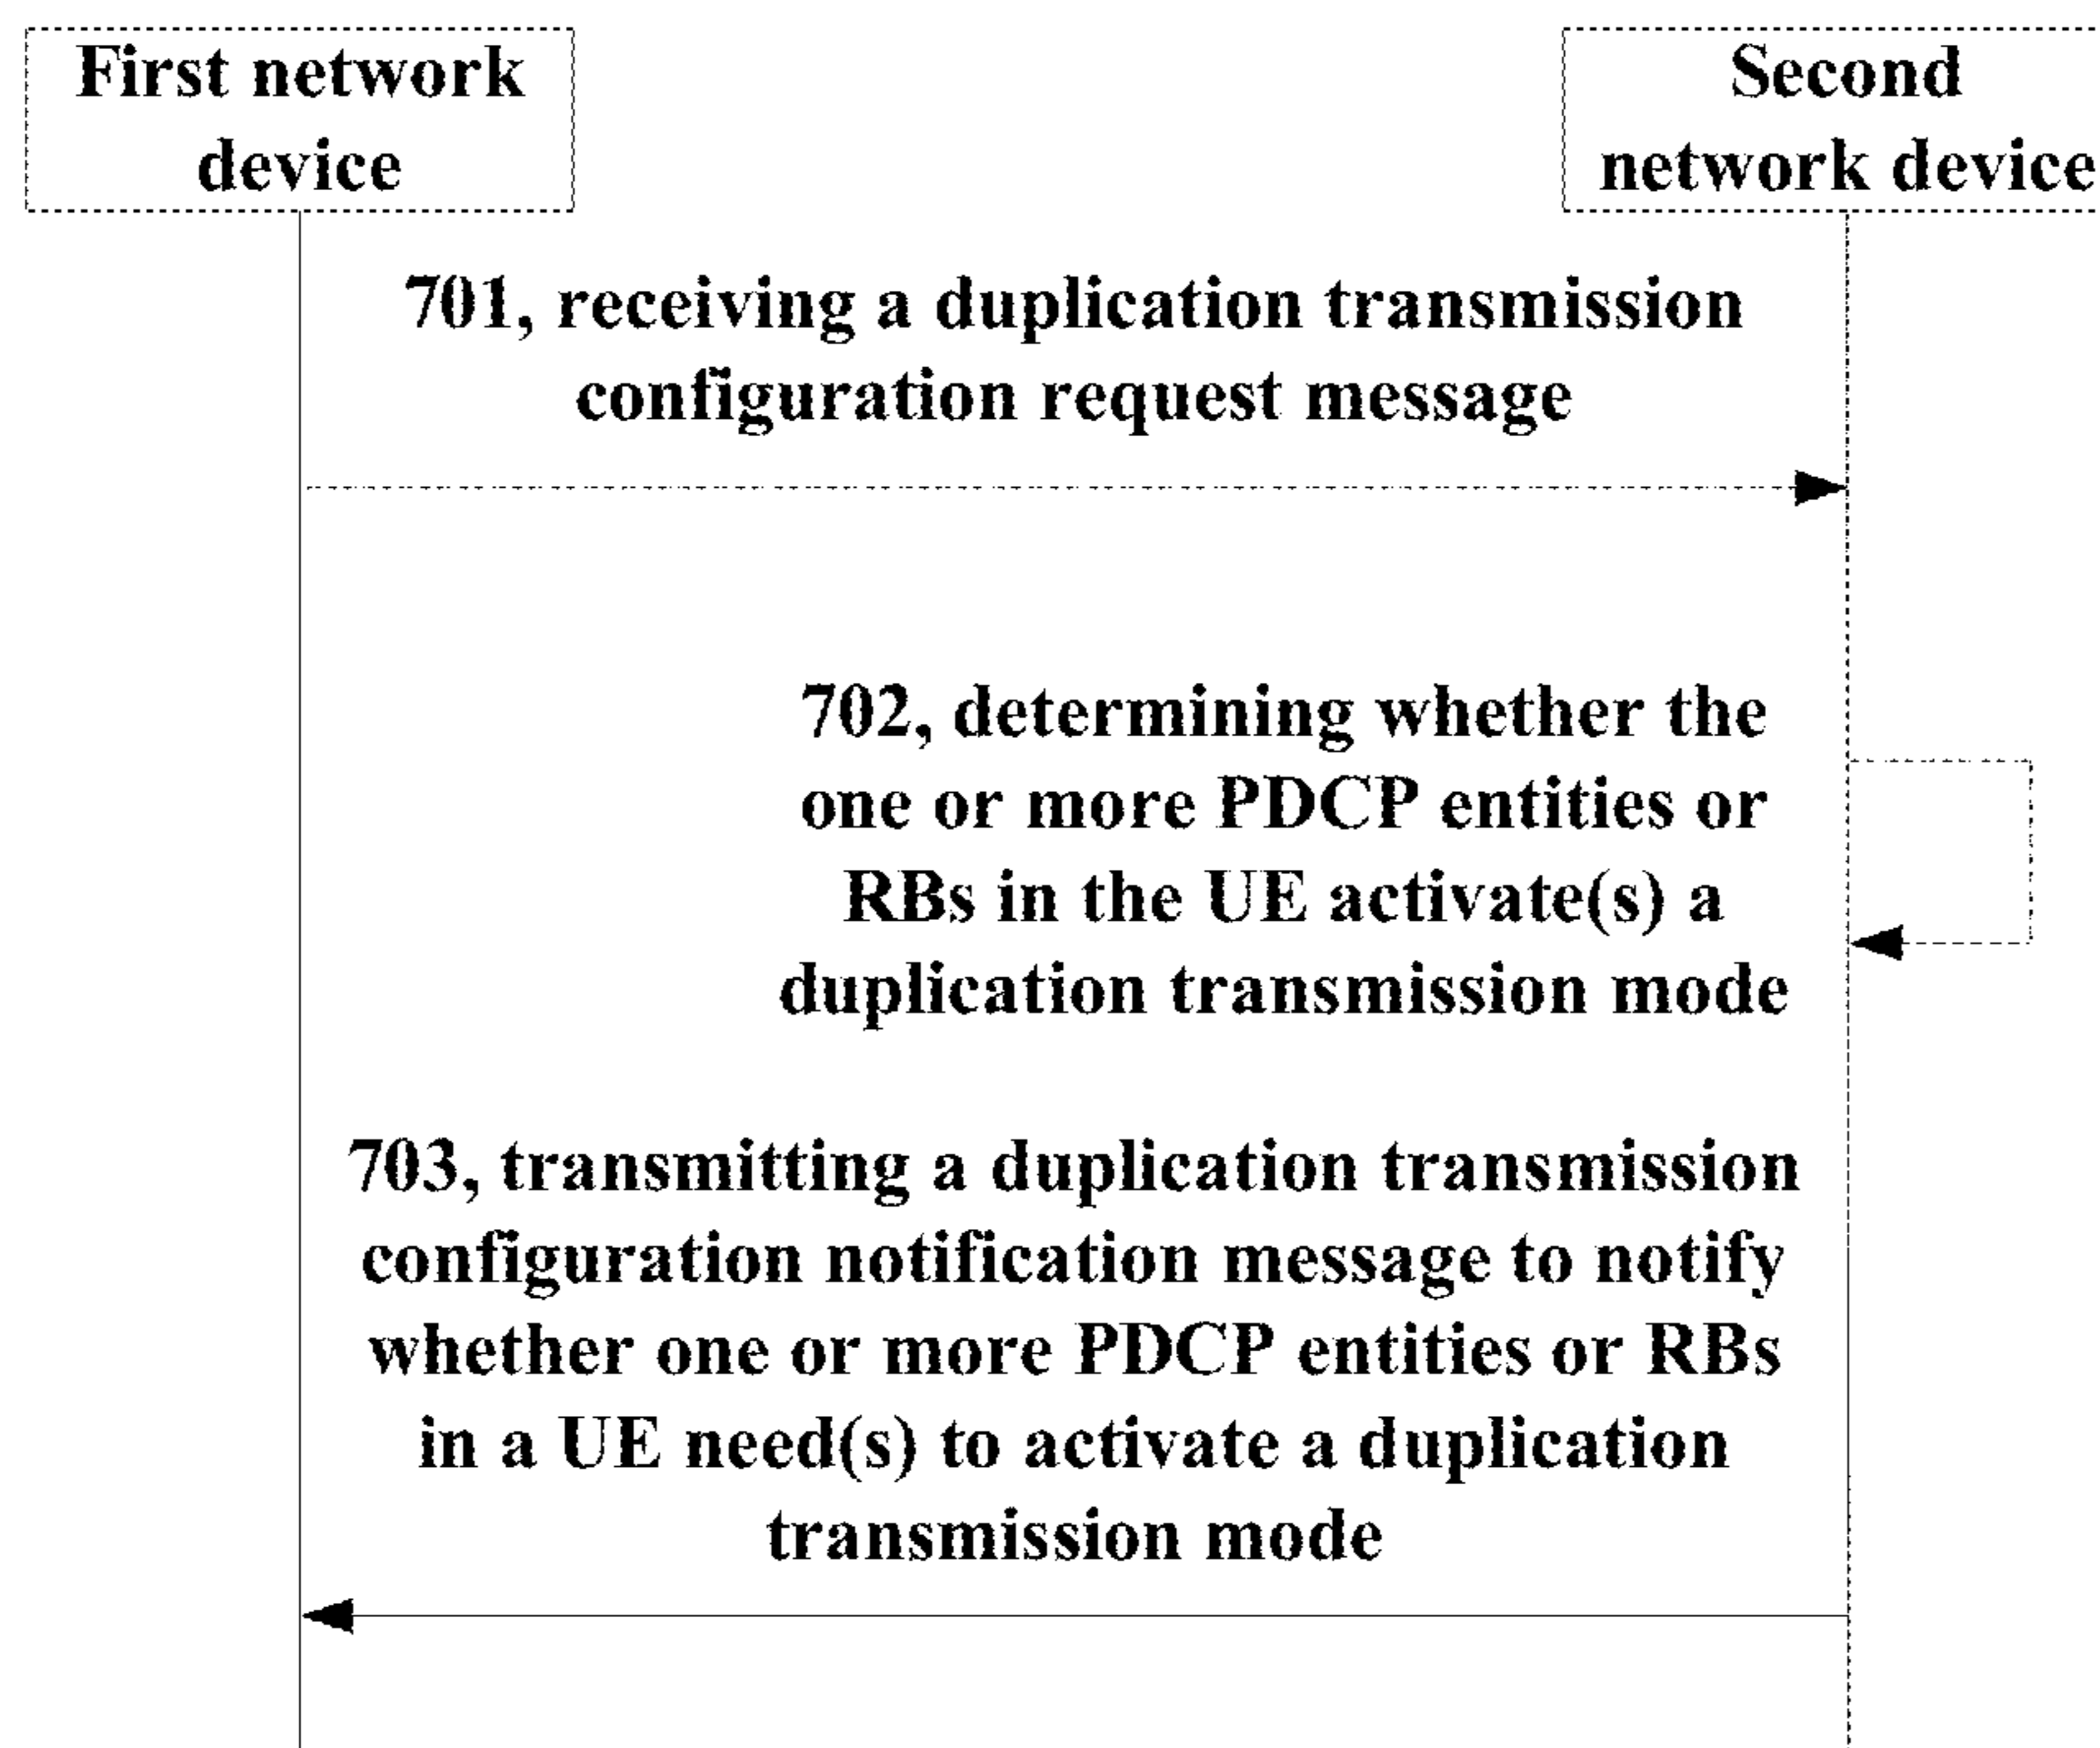 First network
device
Second
network device
701, receiving a duplication transmission
configuration request message
702, determining whether the
one or more PDCP entities or
RBs in the UE activate(s) a
duplication transmission mode
703, transmitting a duplication transmission
configuration notification message to notify
whether one or more PDCP entities or RBs
in a UE need(s) to activate a duplication
transmission mode